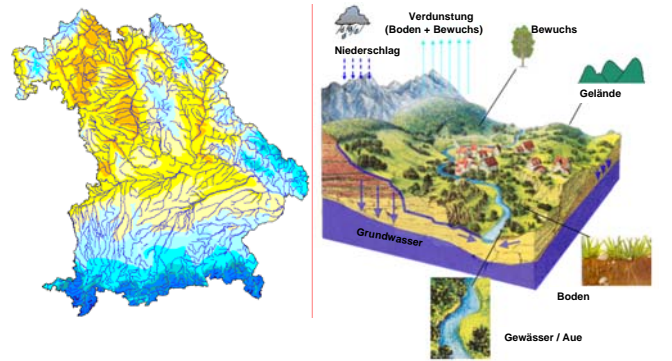 Verdunstung
(Boden + Bewuchs)
Bewuchs
Niederschlag
Gelände
Grundwasser
Boden
Gewässer / Aue